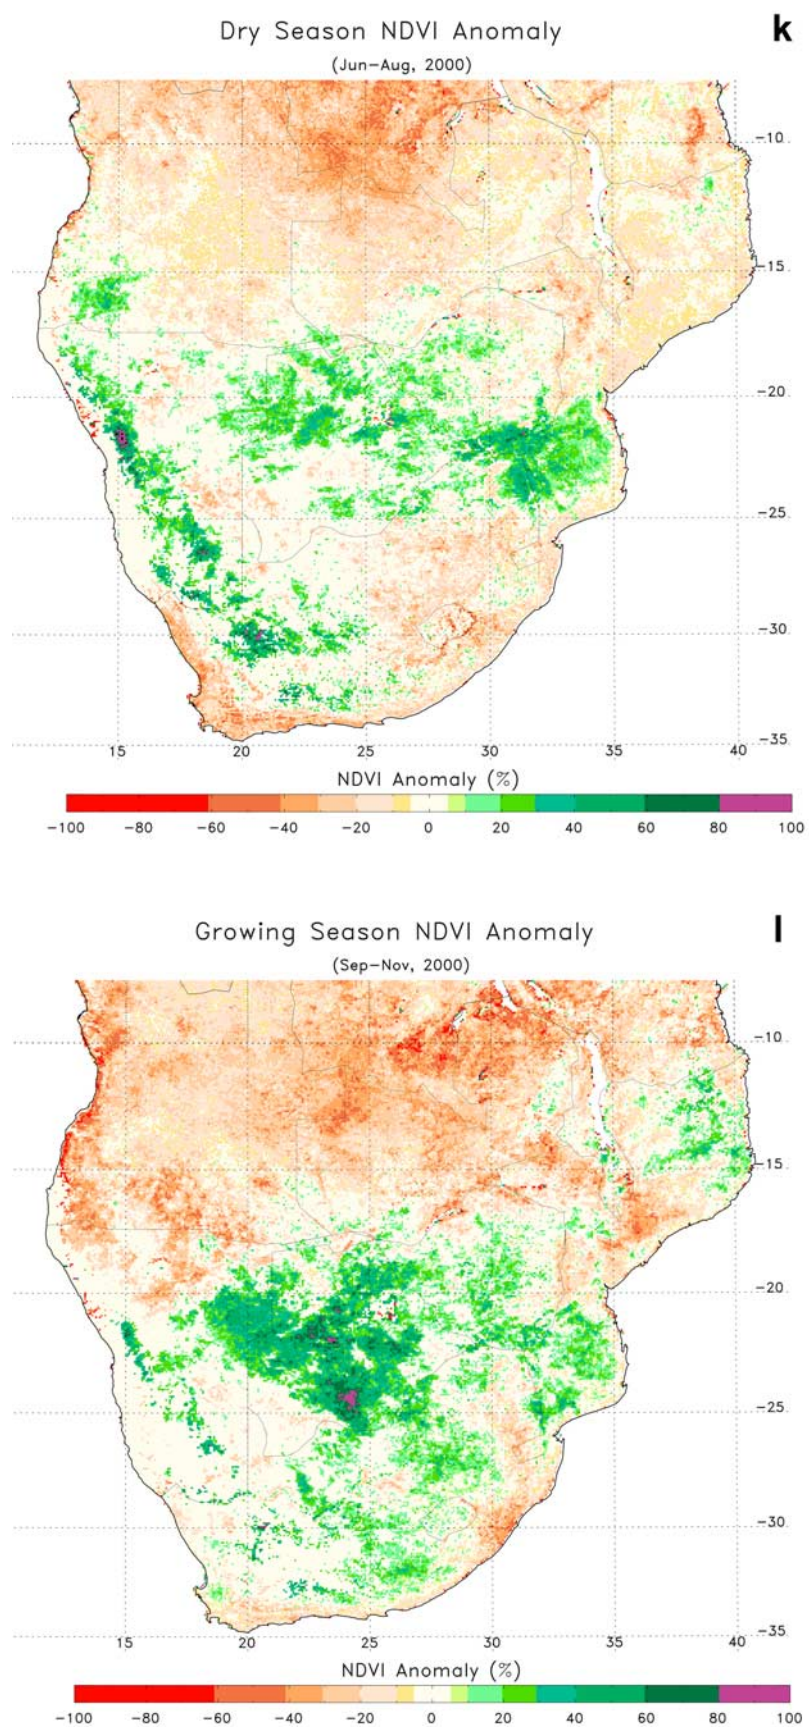 Dry Season NDVI Anomaly
k
(Jun-Aug, 2000)
-10
-15
-20
-25
-30
-35
15 20 25 30 35 40
NDVI Anomaly (%)
-100 -80 -60 -40 -20 0 20 40 60 80 100
Growing Season NDVI Anomaly
l
(Sep-Nov, 2000)
-10
-15
-20
-25
-30
-35
15 20 25 30 35 40
NDVI Anomaly (%)
-100 -80 -60 -40 -20 0 20 40 60 80 100